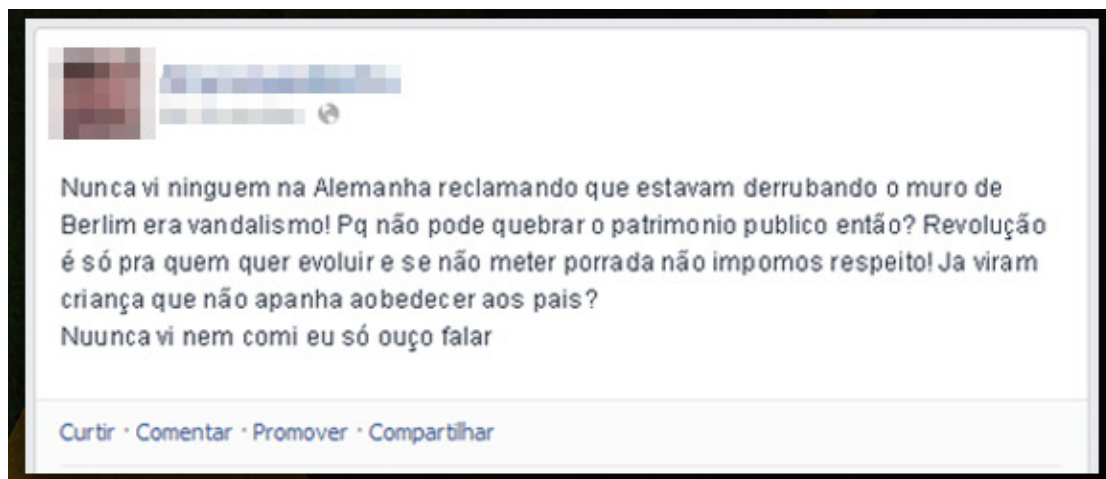 Nunca vi ninguem na Alemanha reclamando que estavam derrubando o muro de
Berlim era vandalismo! Pq não pode quebrar o patrimonio publico então? Revolução
é só pra quem quer evoluir e se não meter porrada não impomos respeito! Ja viram
criança que não apanha aobedecer aos pais?
Nuunca vi nem comi eu só ouço falar
Curtir · Comentar · Promover · Compartilhar